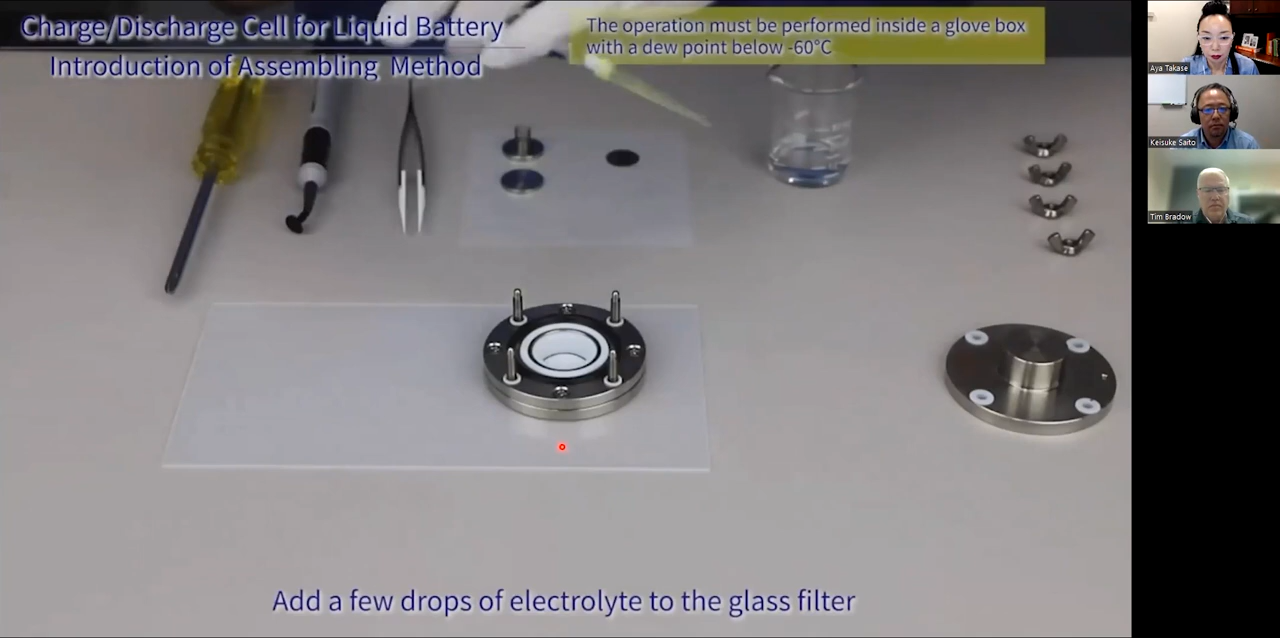 Charge/Discharge Cell for Liquid Battery
Introduction of Assembling Method
The operation must be performed inside a glove box
with a dew point below -60°C
Aya Takase
Keisuke Saito
Tim Bradow
Add a few drops of electrolyte to the glass filter